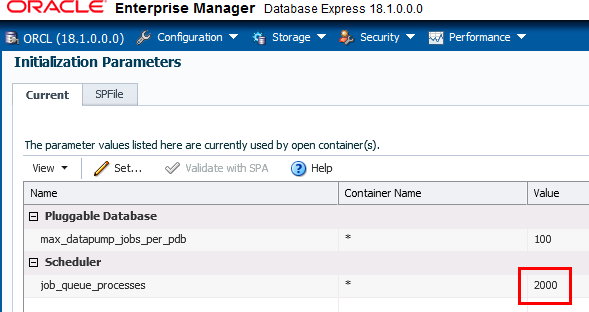 ORACLE Enterprise Manager Database Express 18.1.0.0.0
ORCL (18.1.0.0.0) Configuration Storage Security Performance
Initialization Parameters
Current SPFile
The parameter values listed here are currently used by open container(s).
View Set... Validate with SPA Help
Name Container Name Value
Pluggable Database
max_datapump_jobs_per_pdb * 100
Scheduler
job_queue_processes * 2000